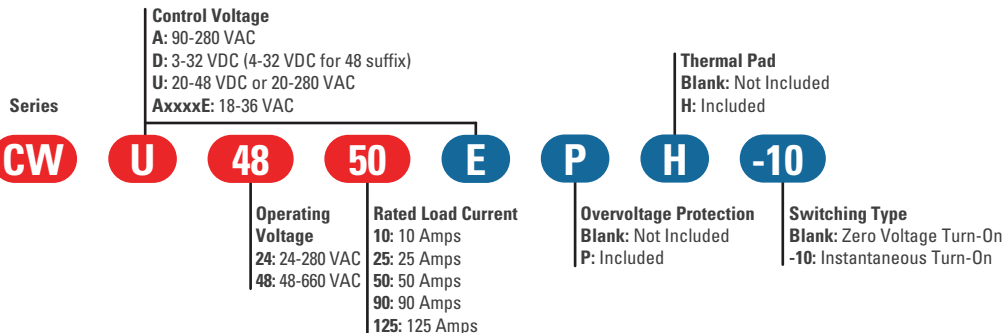 Control Voltage
A: 90-280 VAC
D: 3-32 VDC (4-32 VDC for 48 suffix)
U: 20-48 VDC or 20-280 VAC
AxxxxE: 18-36 VAC
Thermal Pad
Blank: Not Included
H: Included
Series
CW U 48 50 E P H -10
Operating
Voltage
24: 24-280 VAC
48: 48-660 VAC
Rated Load Current
10: 10 Amps
25: 25 Amps
50: 50 Amps
90: 90 Amps
125: 125 Amps
Overvoltage Protection
Blank: Not Included
P: Included
Switching Type
Blank: Zero Voltage Turn-On
-10: Instantaneous Turn-On